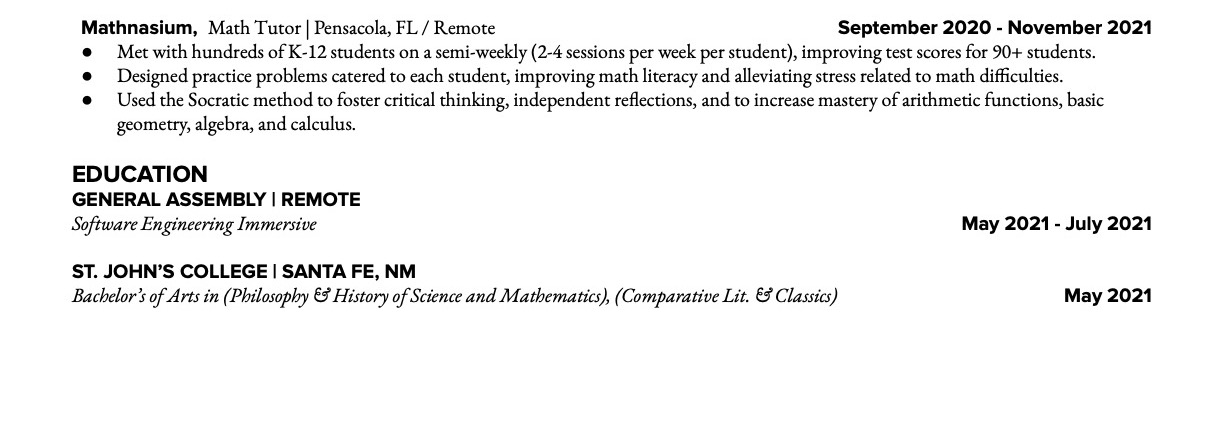 Mathnasium, Math Tutor | Pensacola, FL / Remote September 2020 - November 2021
● Met with hundreds of K-12 students on a semi-weekly (2-4 sessions per week per student), improving test scores for 90+ students.
● Designed practice problems catered to each student, improving math literacy and alleviating stress related to math difficulties.
● Used the Socratic method to foster critical thinking, independent reflections, and to increase mastery of arithmetic functions, basic
geometry, algebra, and calculus.
EDUCATION
GENERAL ASSEMBLY | REMOTE
Software Engineering Immersive May 2021 - July 2021
ST. JOHN’S COLLEGE | SANTA FE, NM
Bachelor’s of Arts in (Philosophy & History of Science and Mathematics), (Comparative Lit. & Classics) May 2021